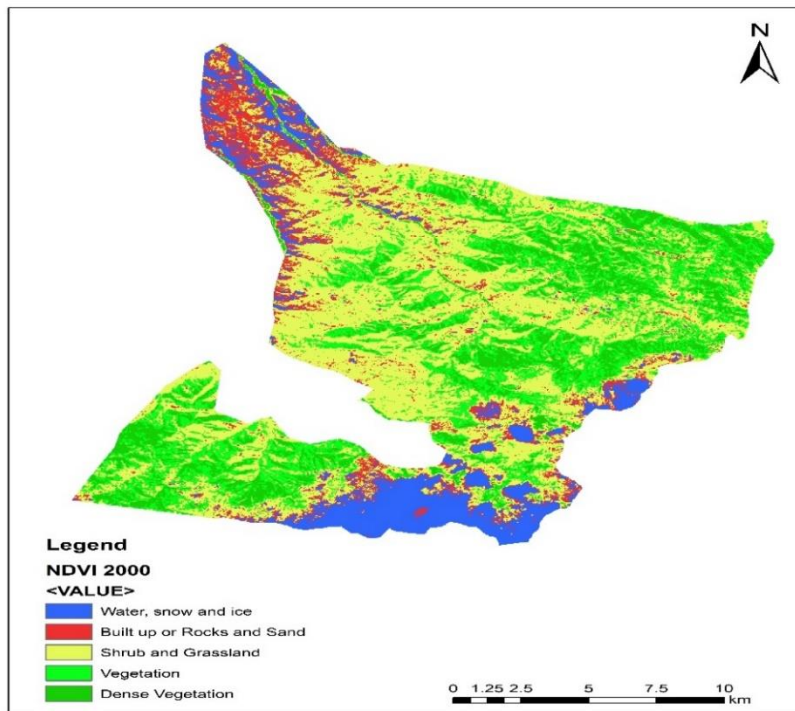 N
Legend
NDVI 2000
<VALUE>
Water, snow and ice
Built up or Rocks and Sand
Shrub and Grassland
Vegetation
Dense Vegetation
0 1.25 2.5 5 7.5 10
km